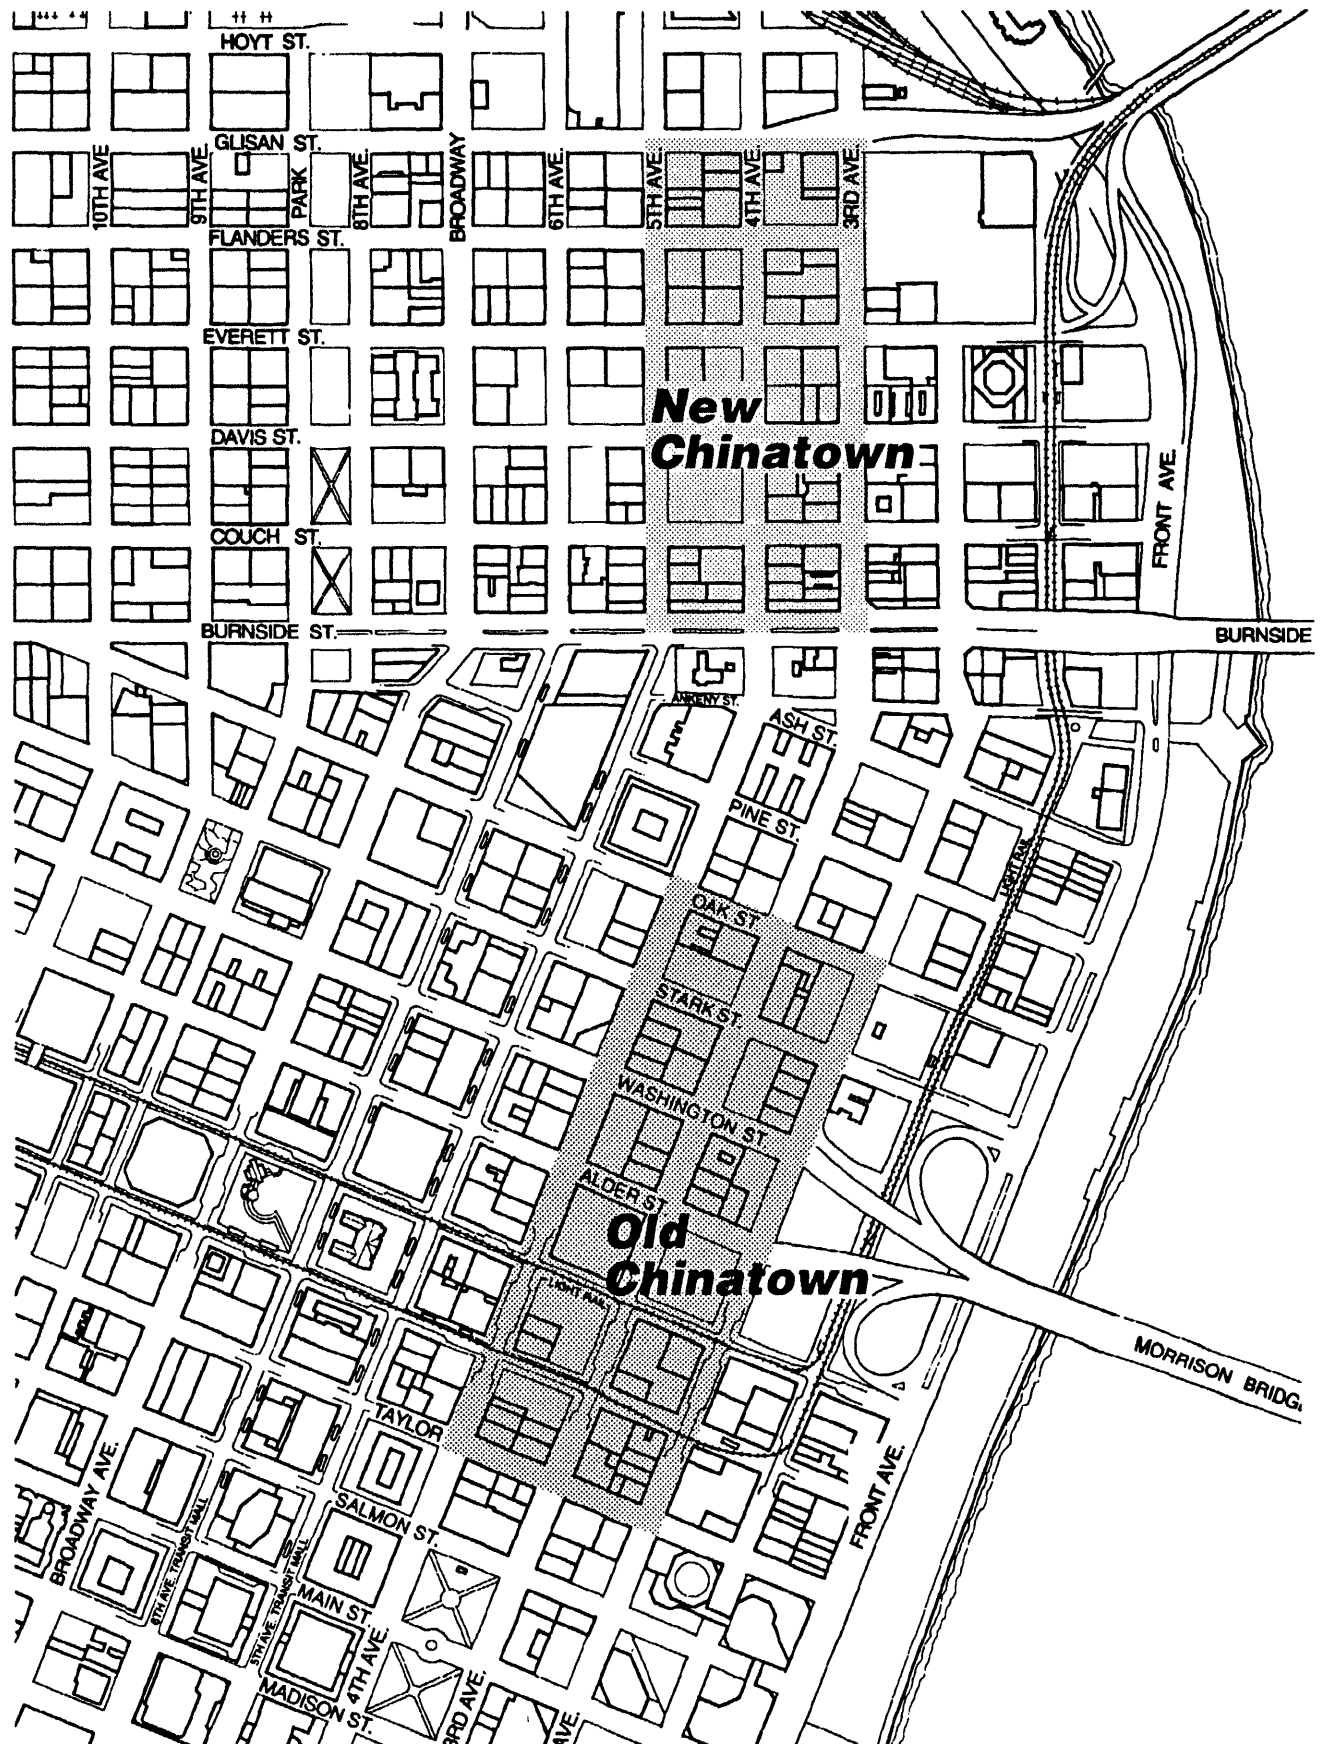 HOYT ST.
GLISAN ST.
10TH AVE
9TH AVE.
PARK
8TH AVE.
BROADWAY
6TH AVE.
5TH AVE.
4TH AVE.
3RD AVE.
FLANDERS ST.
EVERETT ST.
New
Chinatown
DAVIS ST.
FRONT AVE.
COUCH ST.
BURNSIDE ST.
BURNSIDE
ANKENY ST.
ASH ST.
PINE ST.
LIGHT RAIL
OAK ST.
STARK ST.
WASHINGTON ST
ALDER ST
Old
Chinatown
LIGHT RAIL
MORRISON BRIDG
TAYLOR
BROADWAY AVE.
FRONT AVE.
SALMON ST.
6TH AVE. TRANSIT MALL
5TH AVE. TRANSIT MALL
MAIN ST.
4TH AVE.
MADISON ST.
3RD AVE.
AVE.